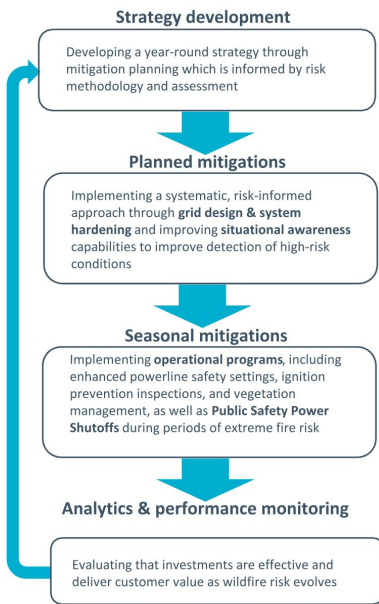 Strategy development
Developing a year-round strategy through
mitigation planning which is informed by risk
methodology and assessment
Planned mitigations
Implementing a systematic, risk-informed
approach through grid design & system
hardening and improving situational awareness
capabilities to improve detection of high-risk
conditions
Seasonal mitigations
Implementing operational programs, including
enhanced powerline safety settings, ignition
prevention inspections, and vegetation
management, as well as Public Safety Power
Shutoffs during periods of extreme fire risk
Analytics & performance monitoring
Evaluating that investments are effective and
deliver customer value as wildfire risk evolves